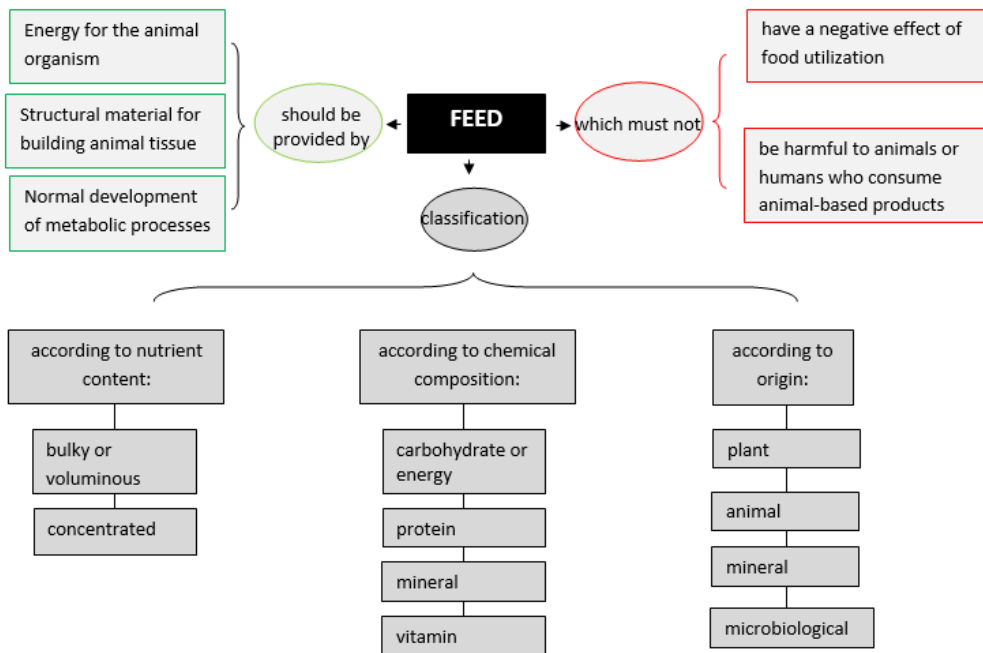 Energy for the animal
organism
Structural material for
building animal tissue
Normal development
of metabolic processes
should be
provided by
FEED
which must not
have a negative effect of
food utilization
be harmful to animals or
humans who consume
animal-based products
classification
according to nutrient
content:
bulky or
voluminous
concentrated
according to chemical
composition:
carbohydrate or
energy
protein
mineral
vitamin
according to
origin:
plant
animal
mineral
microbiological